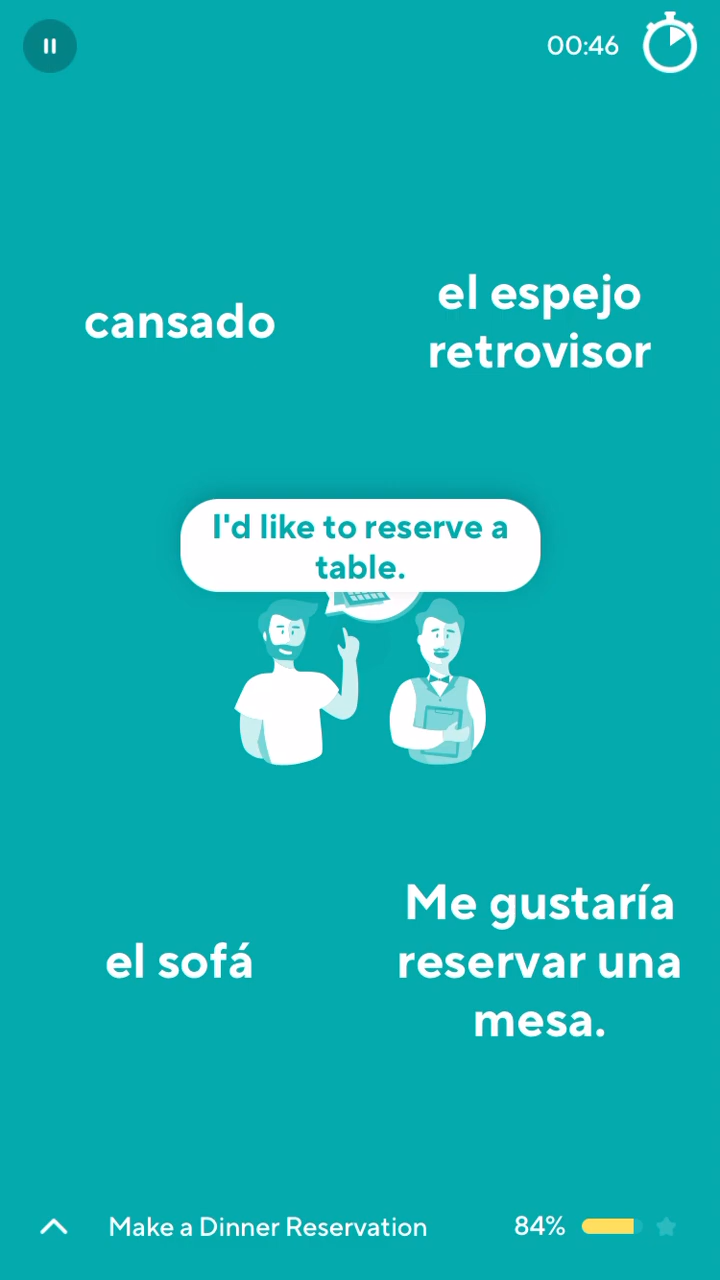 00:46
cansado
el espejo
retrovisor
I'd like to reserve a
table.
el sofá
Me gustaría
reservar una
mesa.
Make a Dinner Reservation
84%